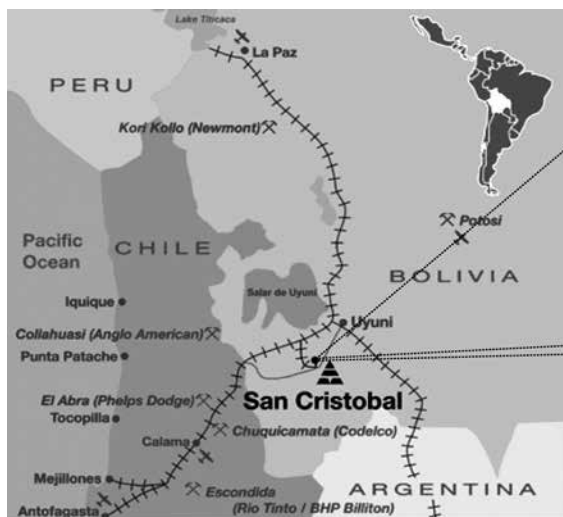 Lake Titicaca
La Paz
PERU
Kori Kollo (Newmont)
Potosi
Pacific
Ocean
CHILE
BOLIVIA
Salar de Uyuni
Iquique
Uyuni
Collahuasi (Anglo American)
Punta Patache
San Cristobal
El Abra (Phelps Dodge)
Tocopilla
Chuquicamata (Codelco)
Calama
Mejillones
Escondida
(Rio Tinto / BHP Billiton)
ARGENTINA
Antofagasta